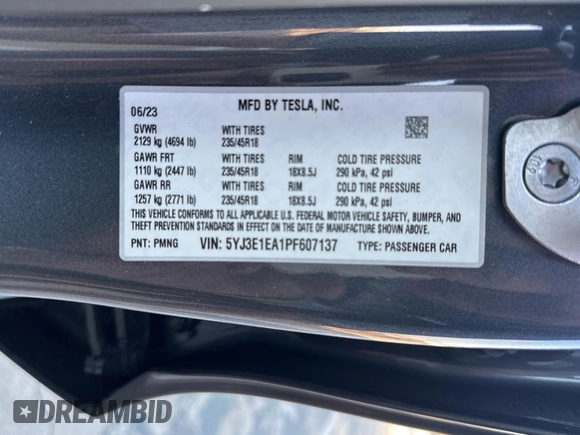 06/23 MFD BY TESLA, INC.
GVWR WITH TIRES
2129 kg (4694 lb) 235/45R18
GAWR FRT WITH TIRES RIM COLD TIRE PRESSURE
1110 kg (2447 lb) 235/45R18 18X8.5J 290 kPa, 42 psi
GAWR RR WITH TIRES RIM COLD TIRE PRESSURE
1257 kg (2771 lb) 235/45R18 18X8.5J 290 kPa, 42 psi
THIS VEHICLE CONFORMS TO ALL APPLICABLE U.S. FEDERAL MOTOR VEHICLE SAFETY, BUMPER, AND
THEFT PREVENTION STANDARDS IN EFFECT ON THE DATE OF MANUFACTURE SHOWN ABOVE.
PNT: PMNG VIN: 5YJ3E1EA1PF607137 TYPE: PASSENGER CAR
DREAMBID